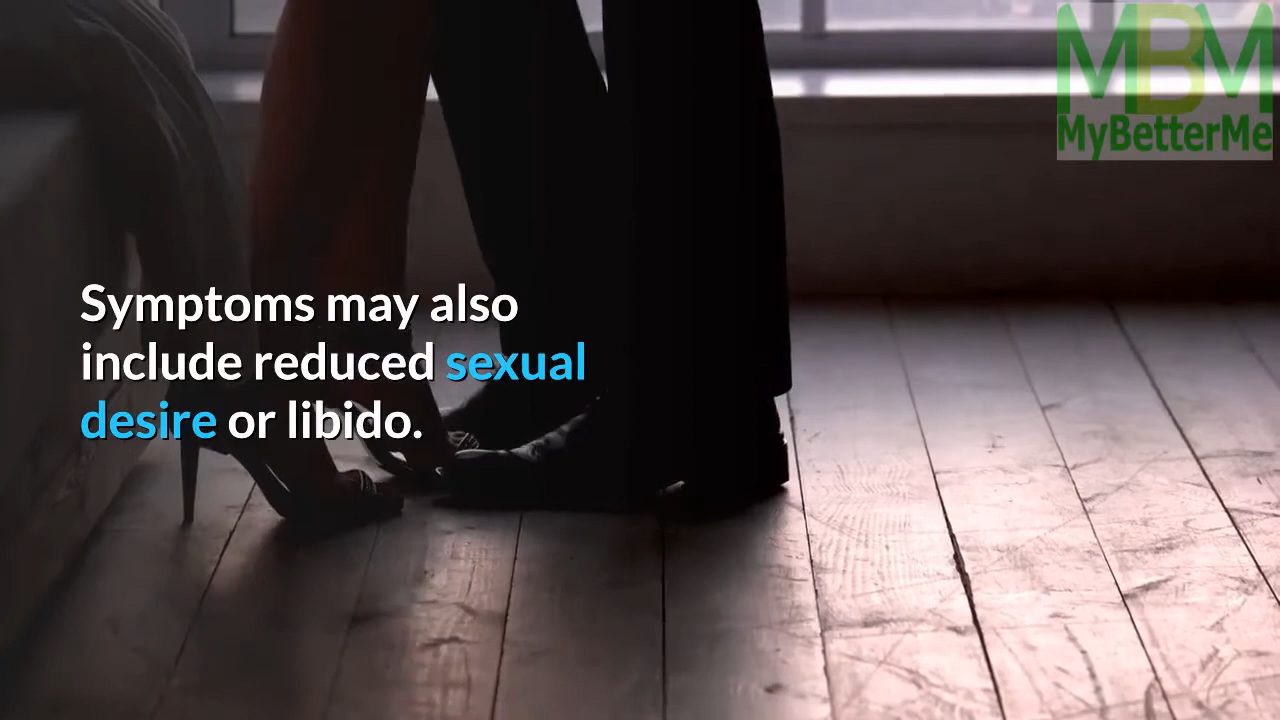 MBM
MyBetterMe
Symptoms may also
include reduced sexual
desire or libido.